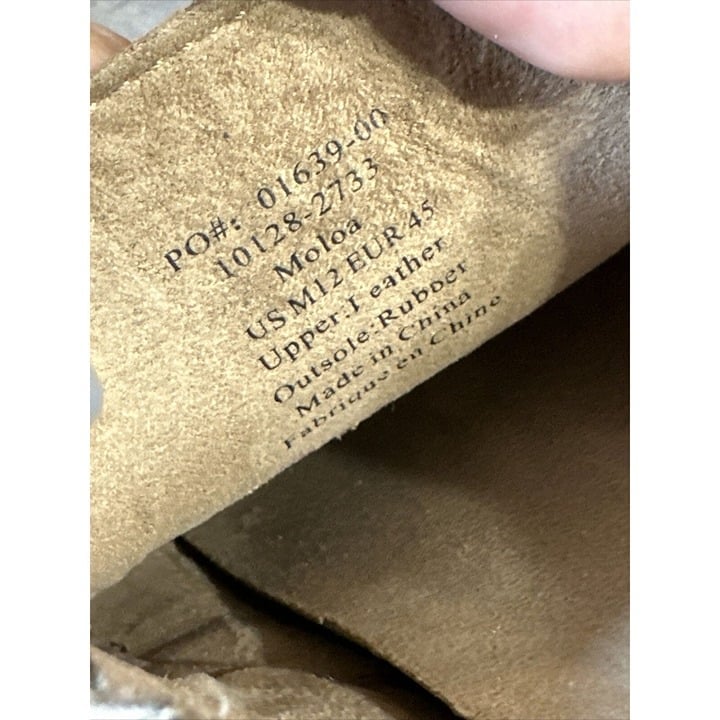 PO#: 01639-00
10128-2733
Moloa
US M12 EUR 45
Upper: Leather
Outsole: Rubber
Made in China
Fabriqué en Chine